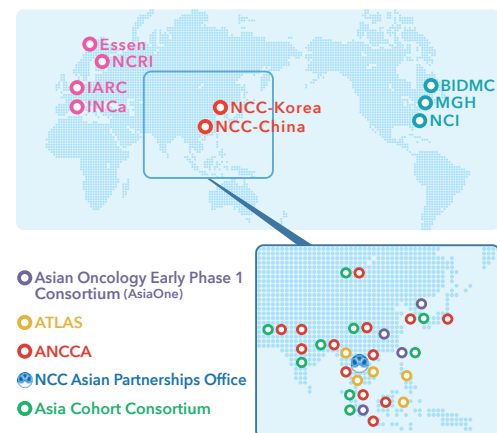 Essen
NCRI
IARC
INCa
NCC-Korea
NCC-China
BIDMC
MGH
NCI
Asian Oncology Early Phase 1
Consortium (AsiaOne)
ATLAS
ANCCA
NCC Asian Partnerships Office
Asia Cohort Consortium